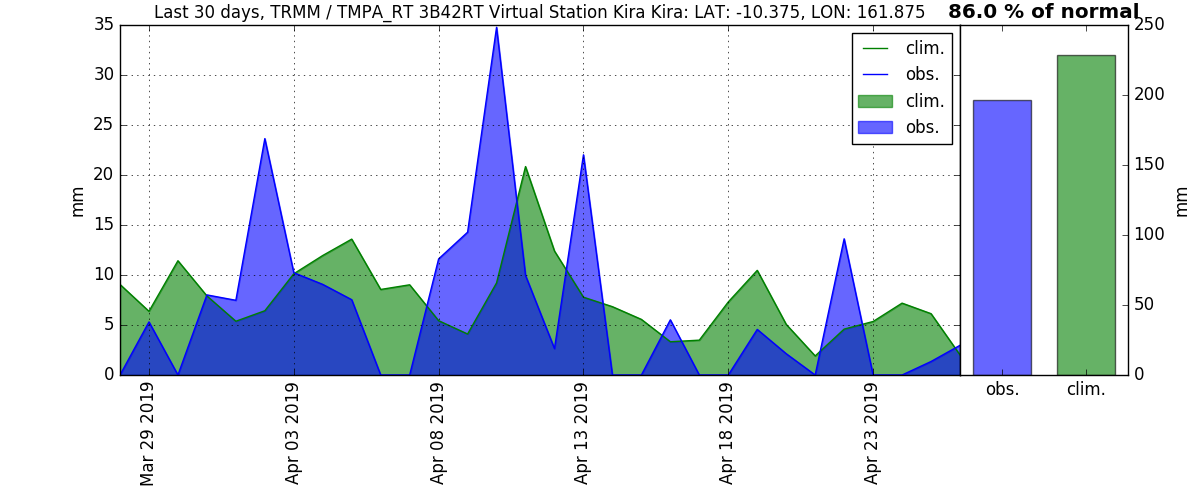 Last 30 days, TRMM / TMPA_RT 3B42RT Virtual Station Kira Kira: LAT: -10.375, LON: 161.875
86.0 % of normal
35
30
25
20
15
10
5
0
mm
clim.
obs.
clim.
obs.
Mar 29 2019
Apr 03 2019
Apr 08 2019
Apr 13 2019
Apr 18 2019
Apr 23 2019
250
200
150
100
50
0
mm
obs.
clim.